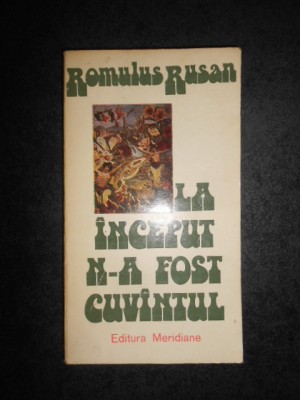 Romulus Rusan
LA
ÎNCEPUT
N-A FOST
CUVÎNTUL
Editura Meridiane